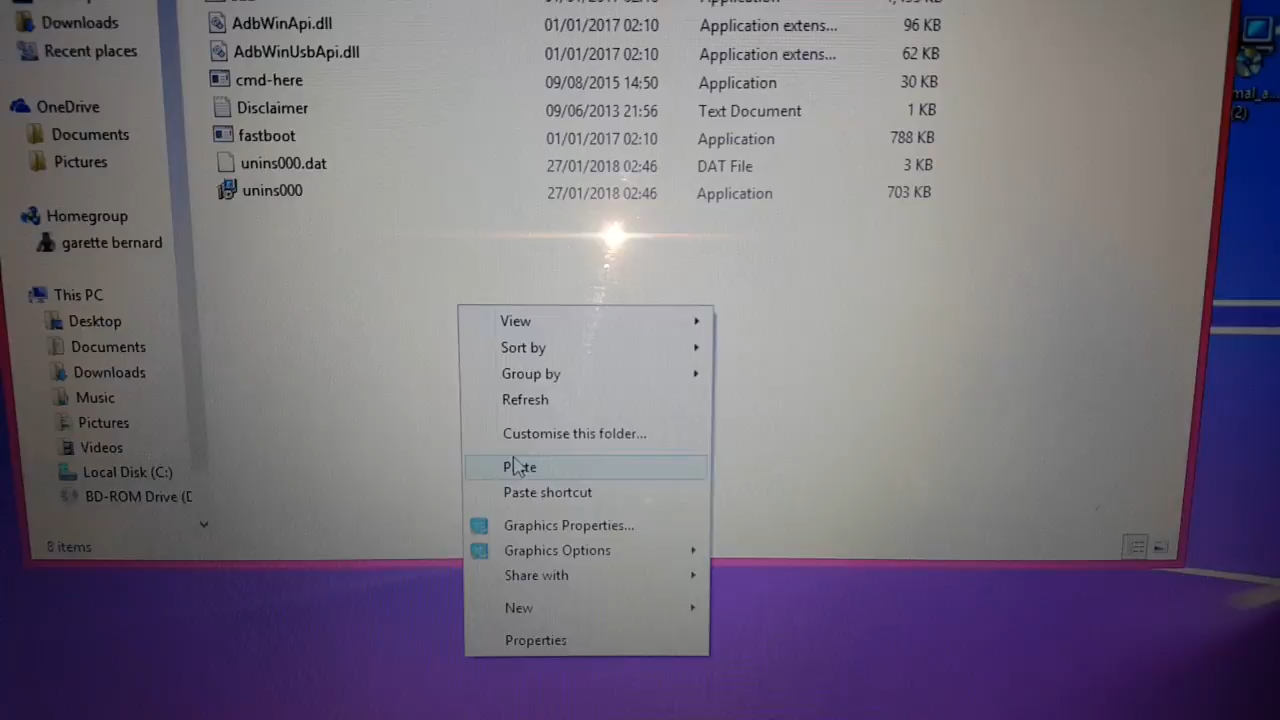 Downloads
Recent places
OneDrive
Documents
Pictures
Homegroup
garette bernard
This PC
Desktop
Documents
Downloads
Music
Pictures
Videos
Local Disk (C:)
BD-ROM Drive (D
8 items
AdbWinApi.dll 01/01/2017 02:10 Application extens... 96 KB
AdbWinUsbApi.dll 01/01/2017 02:10 Application extens... 62 KB
cmd-here 09/08/2015 14:50 Application 30 KB
Disclaimer 09/06/2013 21:56 Text Document 1 KB
fastboot 01/01/2017 02:10 Application 788 KB
unins000.dat 27/01/2018 02:46 DAT File 3 KB
unins000 27/01/2018 02:46 Application 703 KB
View
Sort by
Group by
Refresh
Customise this folder...
Paste
Paste shortcut
Graphics Properties...
Graphics Options
Share with
New
Properties
(2)